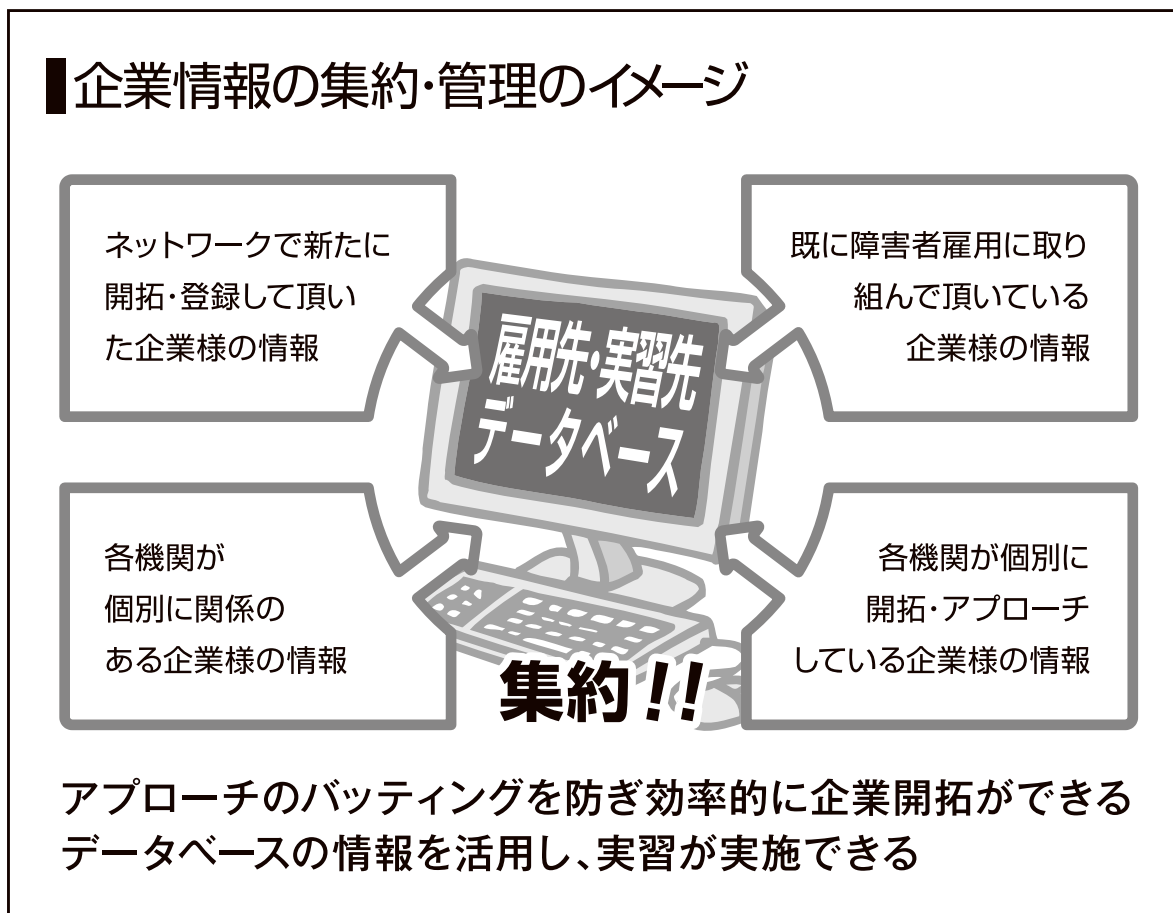 企業情報の集約・管理のイメージ
ネットワークで新たに
開拓・登録して頂い
た企業様の情報
既に障害者雇用に取り
組んで頂いている
企業様の情報
雇用先・実習先
データベース
各機関が
個別に関係の
ある企業様の情報
各機関が個別に
開拓・アプローチ
している企業様の情報
集約!!
アプローチのバッティングを防ぎ効率的に企業開拓ができる
データベースの情報を活用し、実習が実施できる